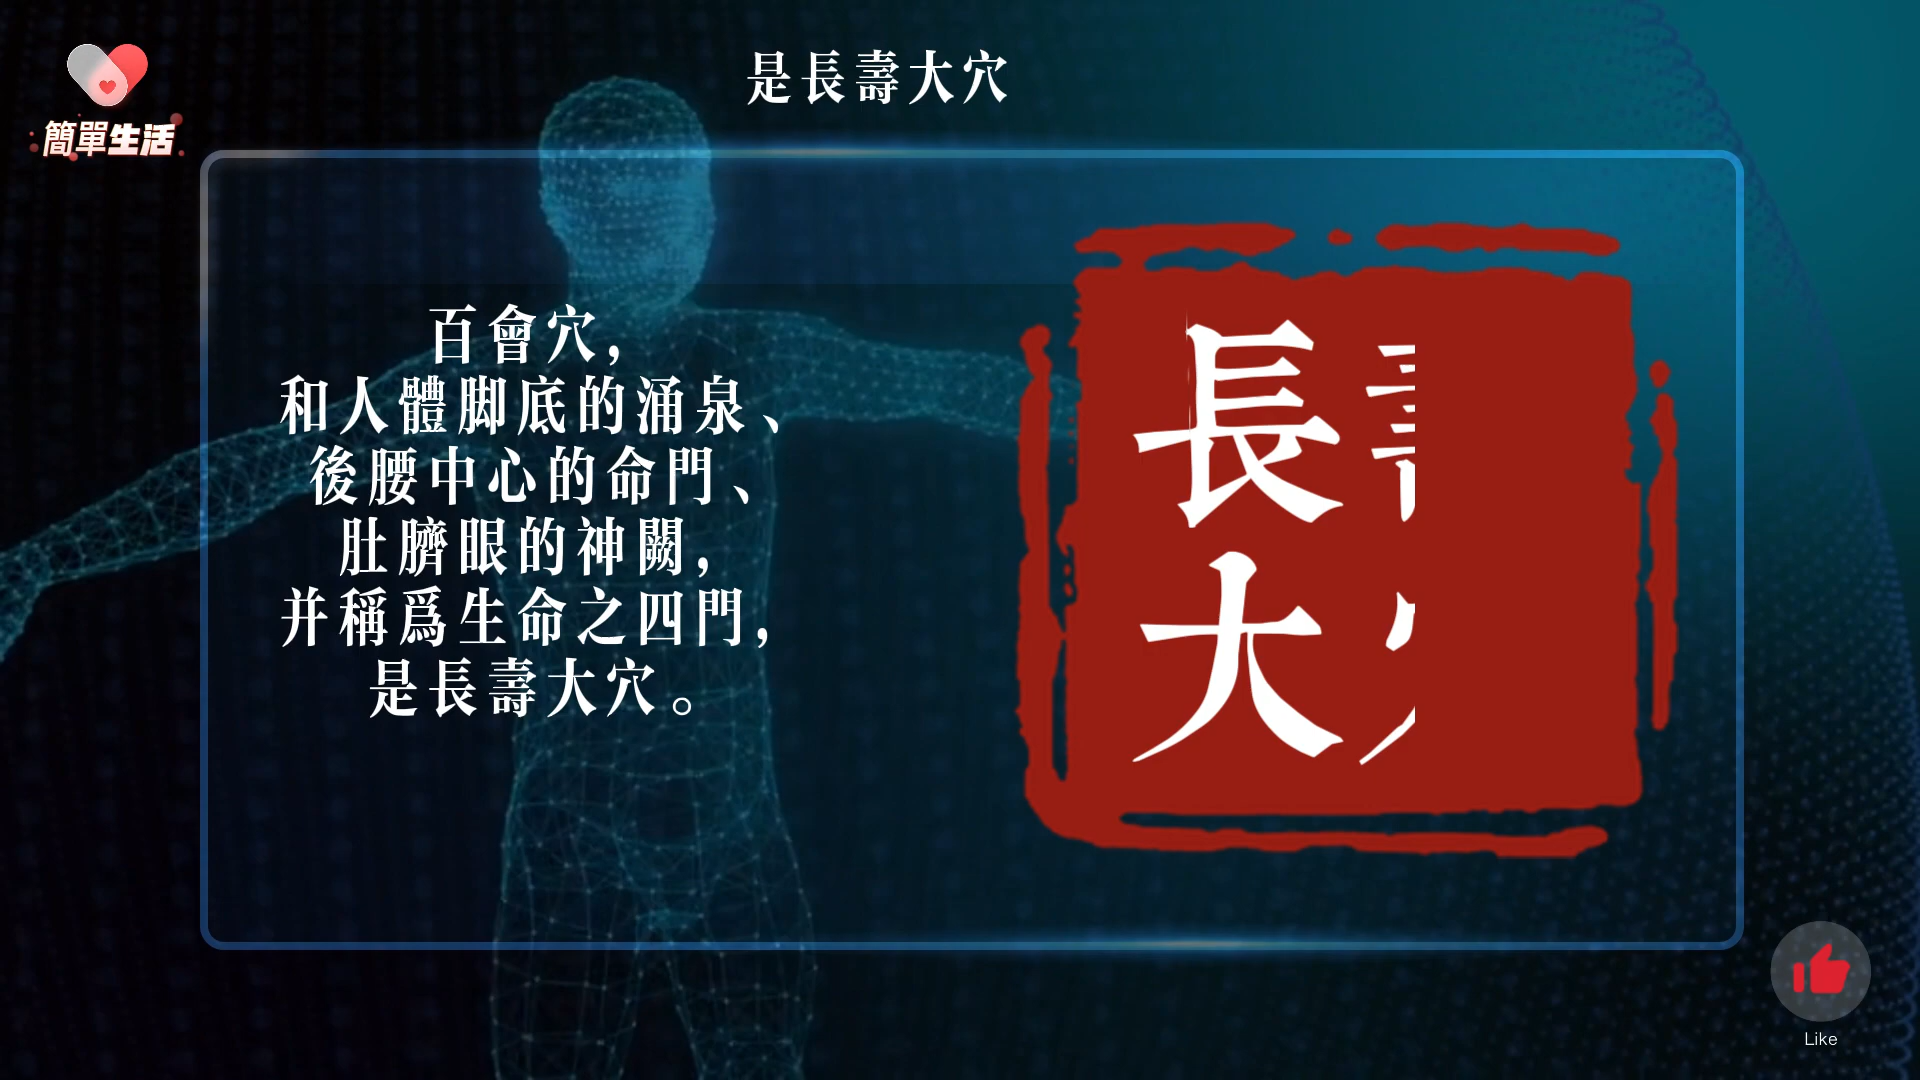 簡單生活
是長壽大穴
百會穴,
和人體脚底的涌泉、
後腰中心的命門、
肚臍眼的神闕,
并稱爲生命之四門,
是長壽大穴。
長
大
Like